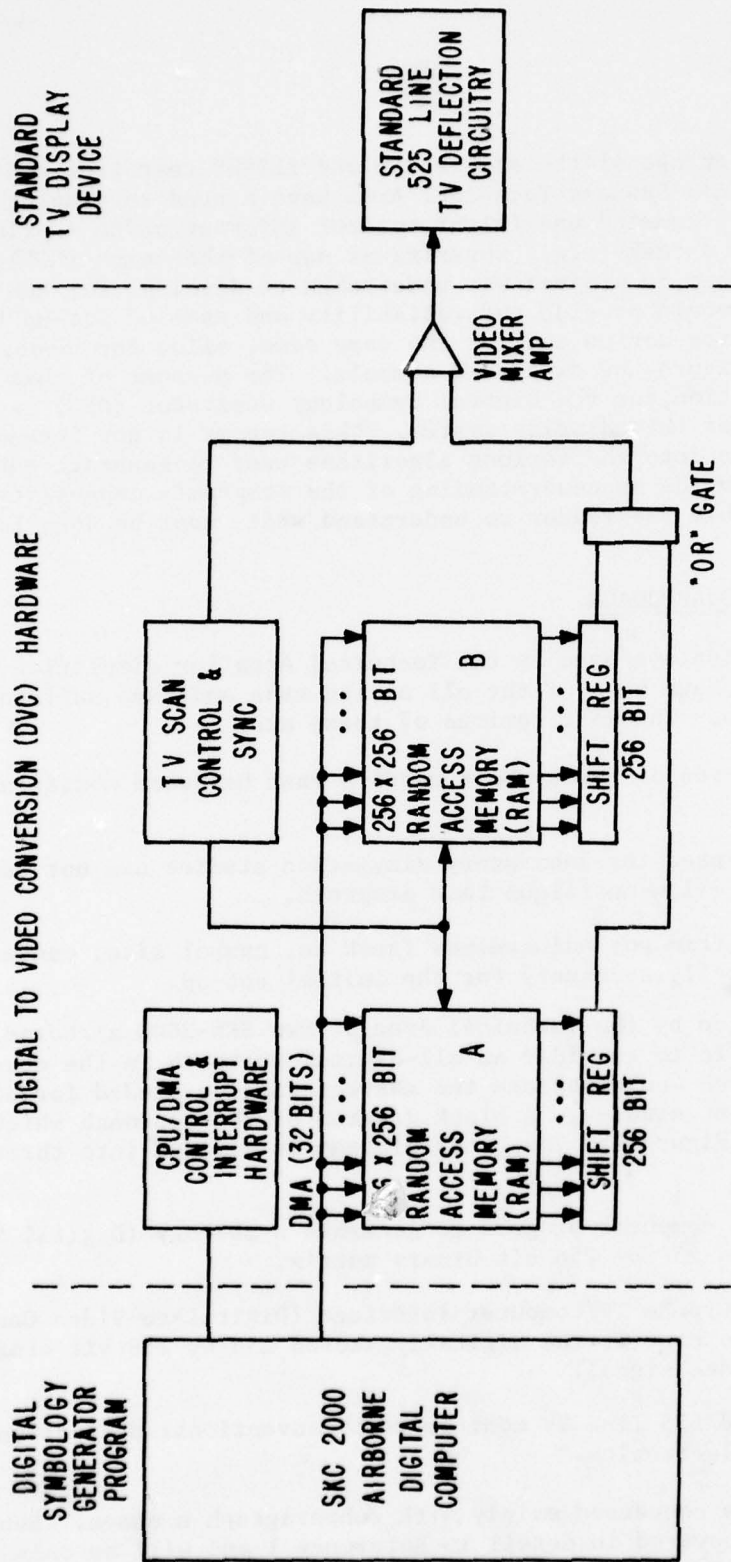 DIGITAL TO VIDEO CONVERSION (DVC) HARDWARE
DIGITAL
SYMBOLOGY
GENERATOR
PROGRAM
STANDARD
TV DISPLAY
DEVICE
SKC 2000
AIRBORNE
DIGITAL
COMPUTER
CPU/DMA
CONTROL &
INTERRUPT
HARDWARE
V SCAN
CONTROL &
SYNC
DMA (32 BITS)
X 256 BIT
RANDOM
ACCESS
MEMORY
(RAM)
A
SHIFT REG
256 BIT
256 X 256 BIT
RANDOM
ACCESS
MEMORY
(RAM)
B
SHIFT REG
256 BIT
"OR" GATE
VIDEO
MIXER
AMP
STANDARD
525 LINE
TV DEFLECTION
CIRCUITRY